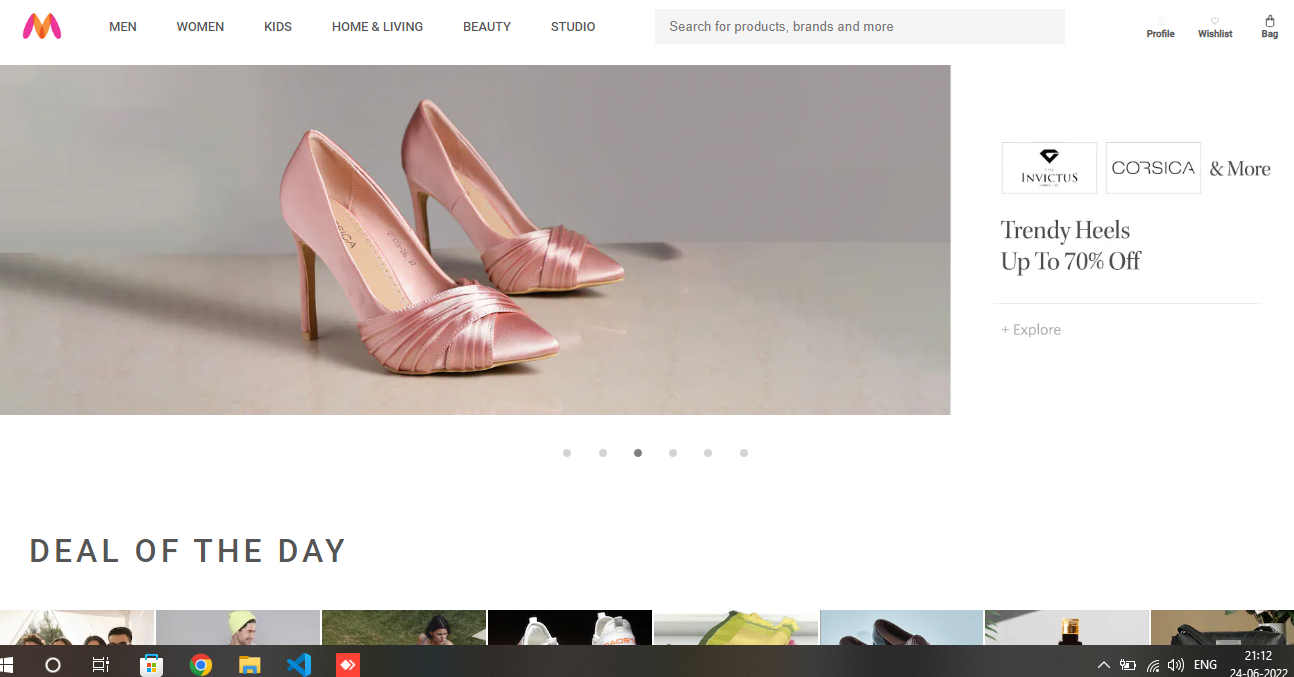 MEN WOMEN KIDS HOME & LIVING BEAUTY STUDIO
Search for products, brands and more
Profile Wishlist Bag
INVICTUS CORSICA & More
Trendy Heels
Up To 70% Off
+ Explore
DEAL OF THE DAY
ENG
21:12
24-06-2022